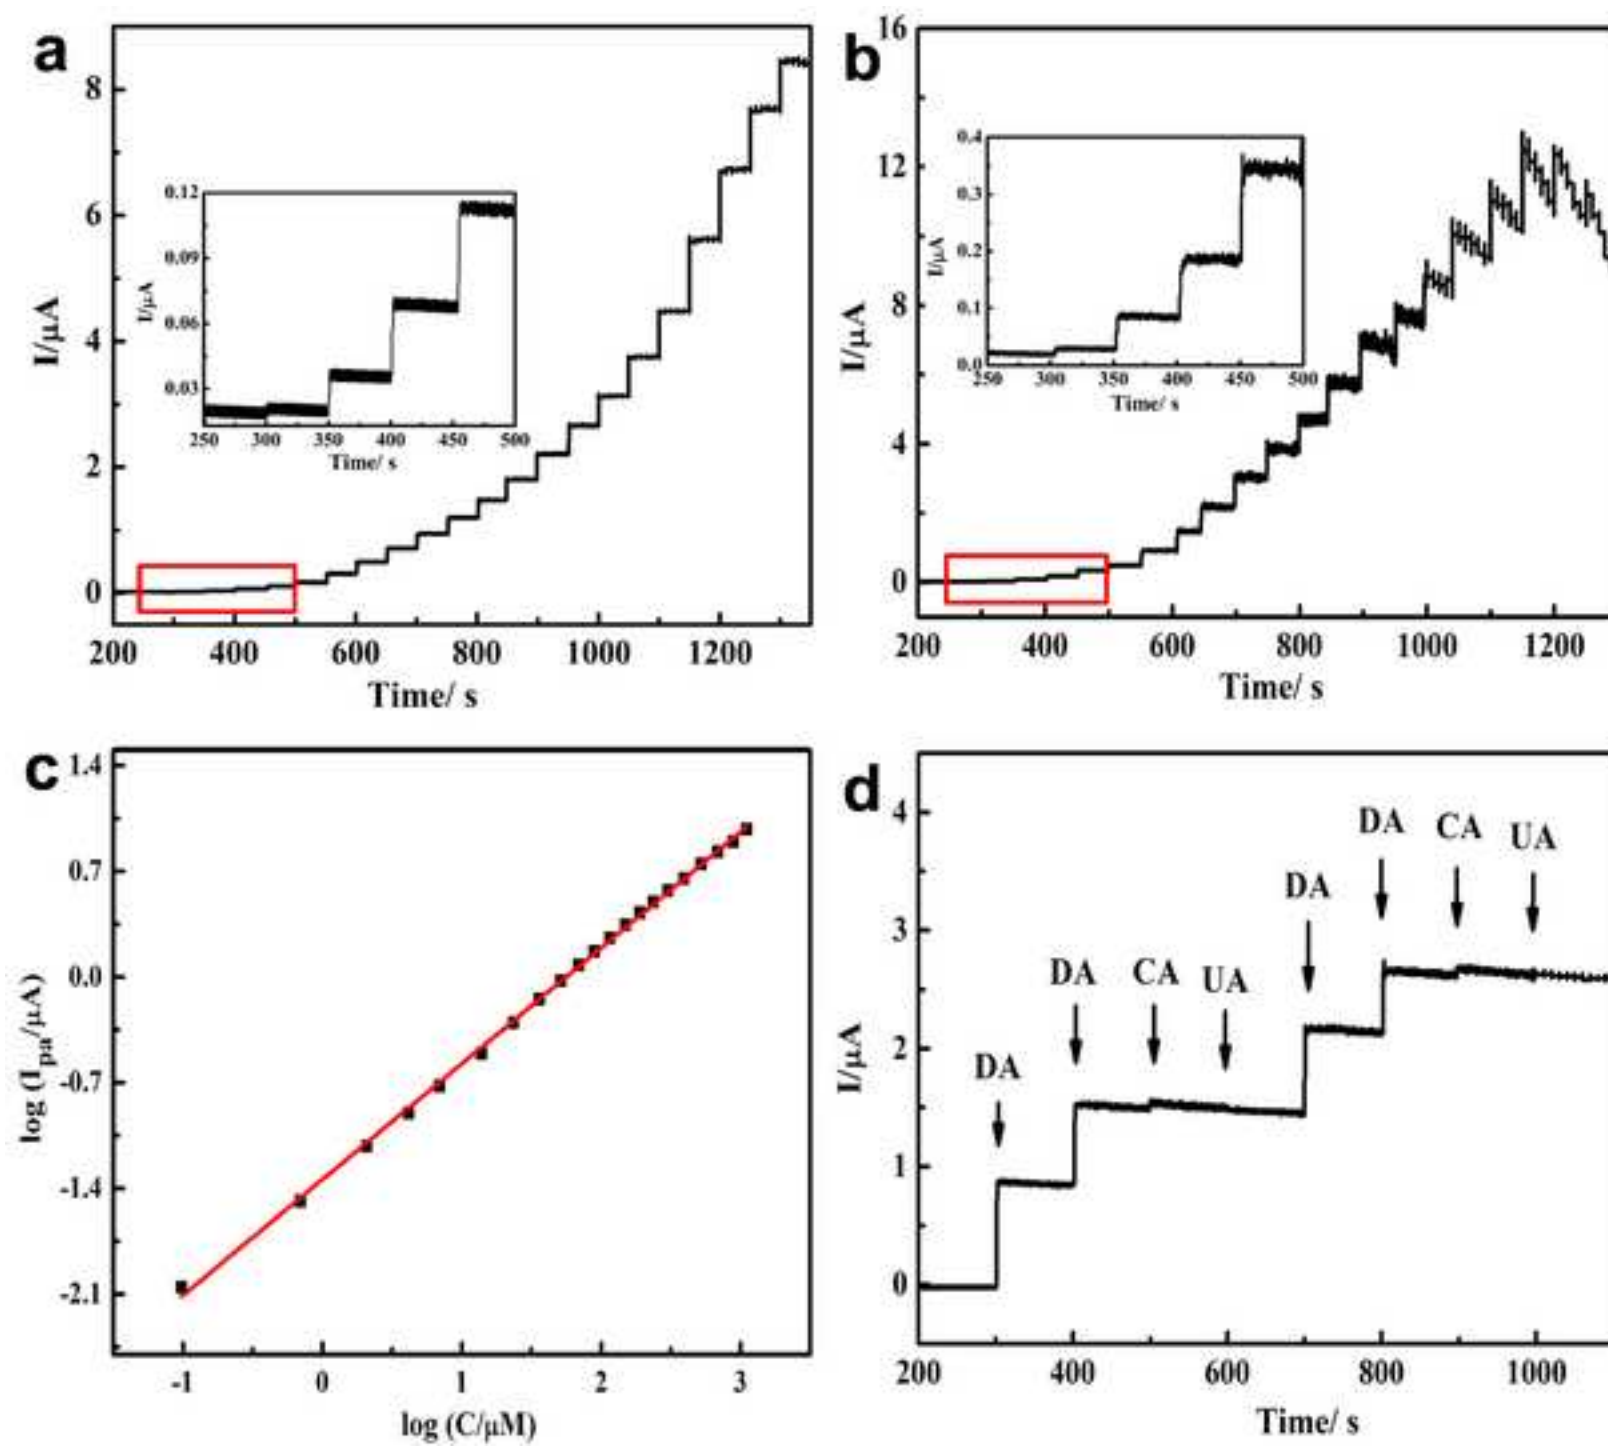 a
8
6
4
2
0
I/μA
200 400 600 800 1000 1200
Time/ s
0.12
0.09
0.06
0.03
I/μA
250 300 350 400 450 500
Time/ s
b
16
12
8
4
0
I/μA
200 400 600 800 1000 1200
Time/ s
0.4
0.3
0.2
0.1
0.0
I/μA
250 300 350 400 450 500
Time/ s
c
1.4
0.7
0.0
-0.7
-1.4
-2.1
log (Ipa/μA)
-1 0 1 2 3
log (C/μM)
d
4
3
2
1
0
I/μA
DA
DA CA UA
DA
DA CA UA
200 400 600 800 1000
Time/ s